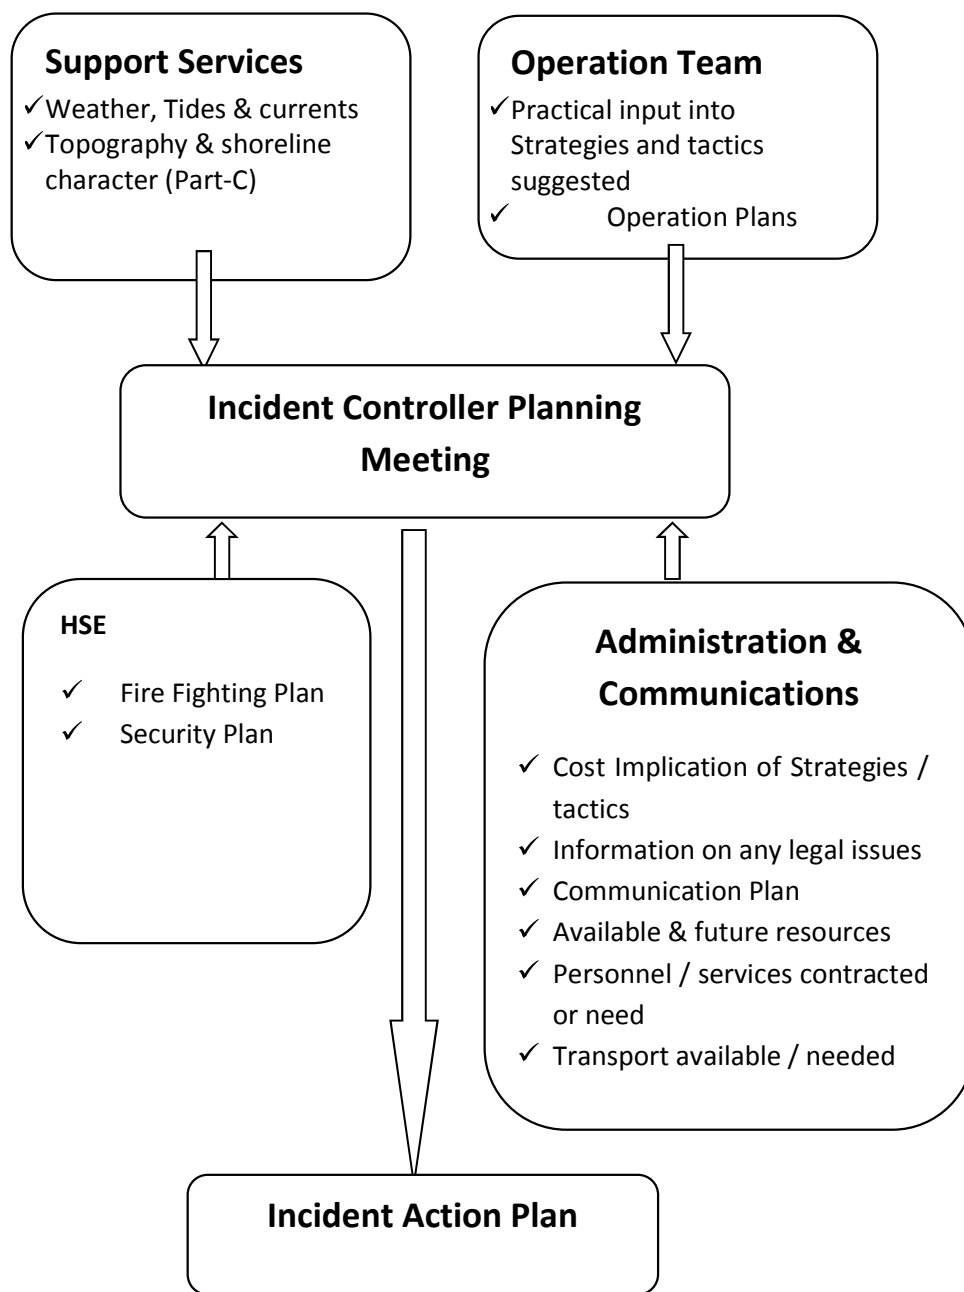 Support Services
✓Weather, Tides & currents
✓Topography & shoreline
character (Part-C)
Operation Team
✓Practical input into
Strategies and tactics
suggested
✓ Operation Plans
Incident Controller Planning
Meeting
HSE
✓ Fire Fighting Plan
✓ Security Plan
Administration &
Communications
✓ Cost Implication of Strategies /
tactics
✓ Information on any legal issues
✓ Communication Plan
✓ Available & future resources
✓ Personnel / services contracted
or need
✓ Transport available / needed
Incident Action Plan